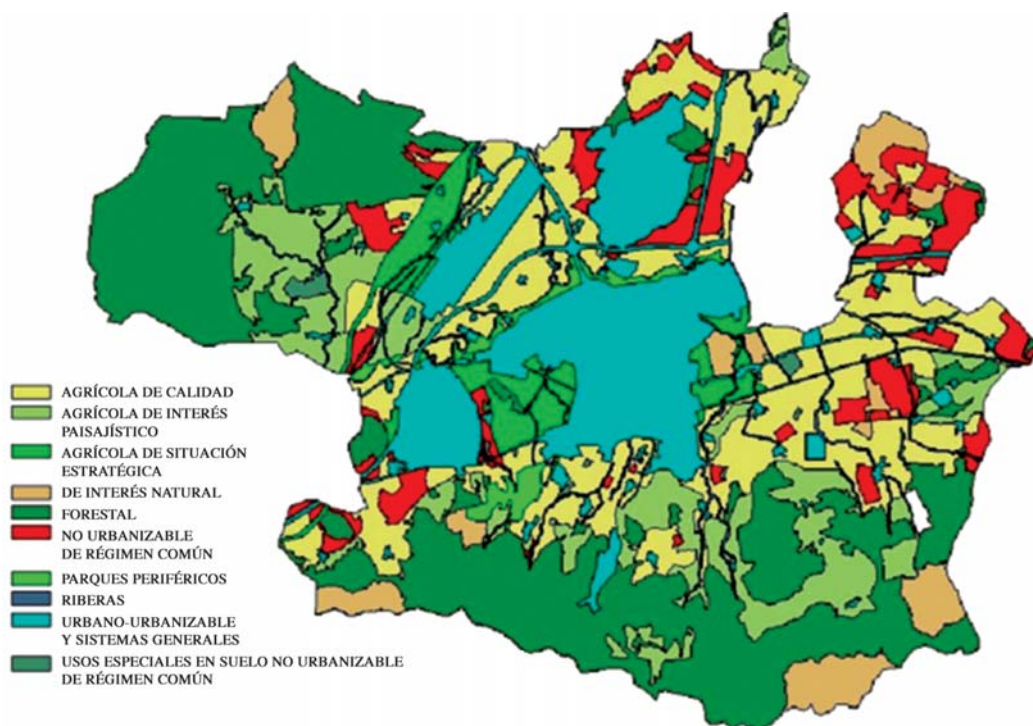 AGRÍCOLA DE CALIDAD
AGRÍCOLA DE INTERÉS
PAISAJÍSTICO
AGRÍCOLA DE SITUACIÓN
ESTRATÉGICA
DE INTERÉS NATURAL
FORESTAL
NO URBANIZABLE
DE RÉGIMEN COMÚN
PARQUES PERIFÉRICOS
RIBERAS
URBANO-URBANIZABLE
Y SISTEMAS GENERALES
USOS ESPECIALES EN SUELO NO URBANIZABLE
DE RÉGIMEN COMÚN